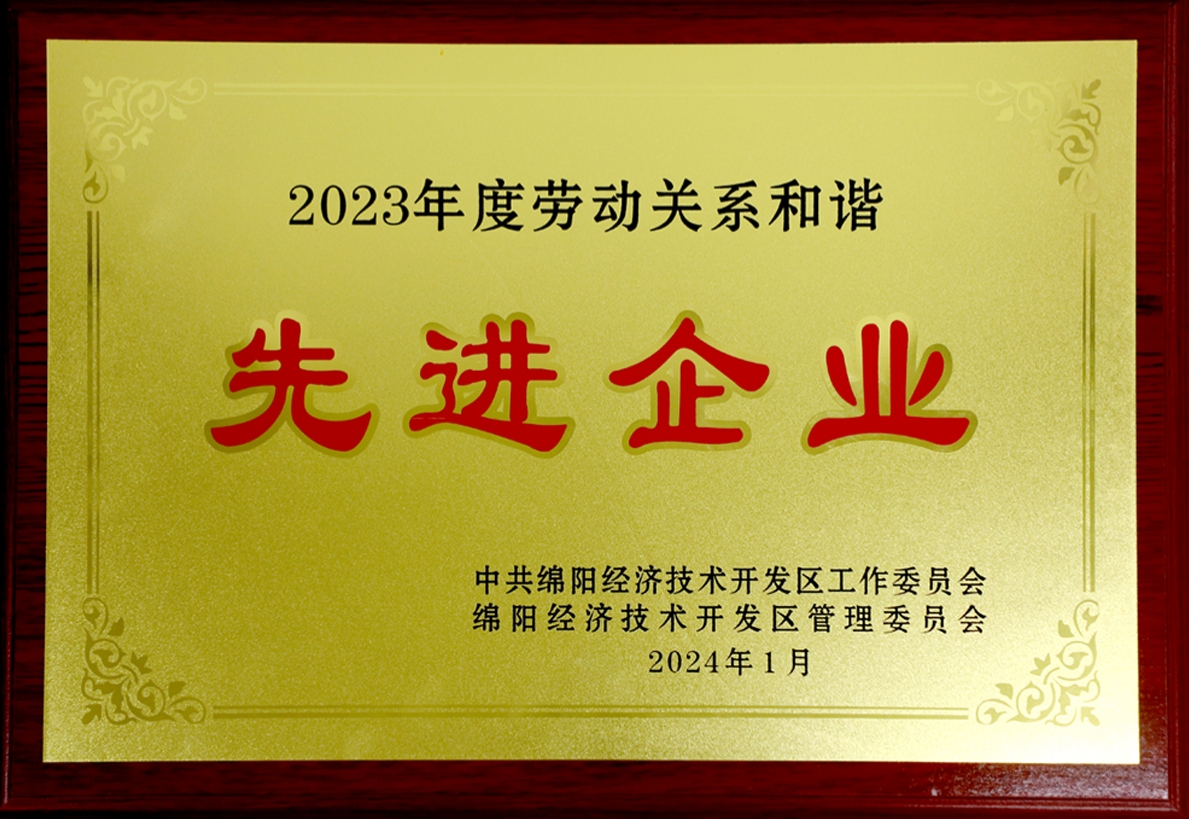 2023年度劳动关系和谐
先进企业
中共绵阳经济技术开发区工作委员会
绵阳经济技术开发区管理委员会
2024年1月